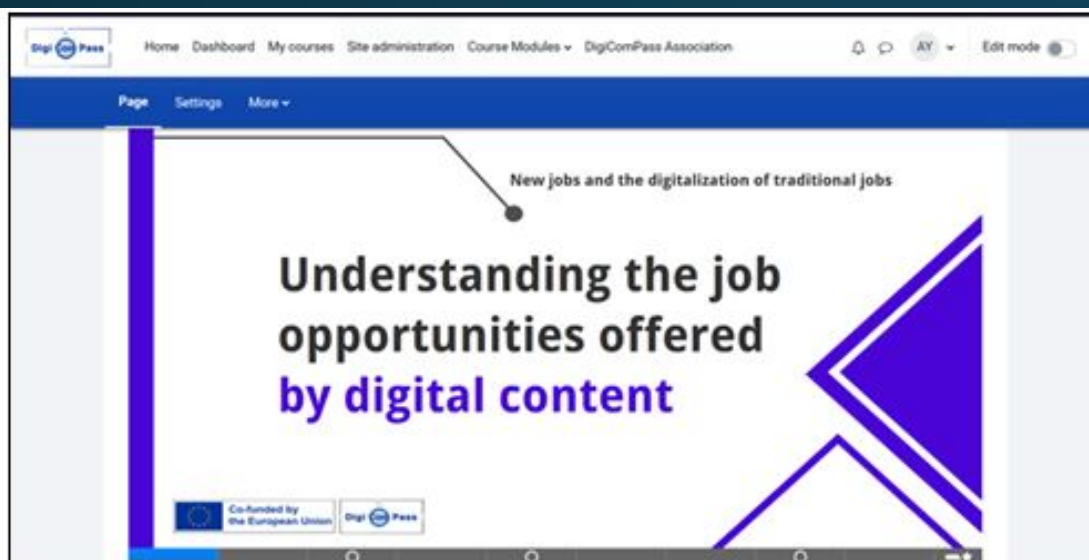 Digi Com Pass
Home Dashboard My courses Site administration Course Modules DigiComPass Association AY Edit mode
Page Settings More
New jobs and the digitalization of traditional jobs
Understanding the job
opportunities offered
by digital content
Co-funded by
the European Union
Digi Com Pass